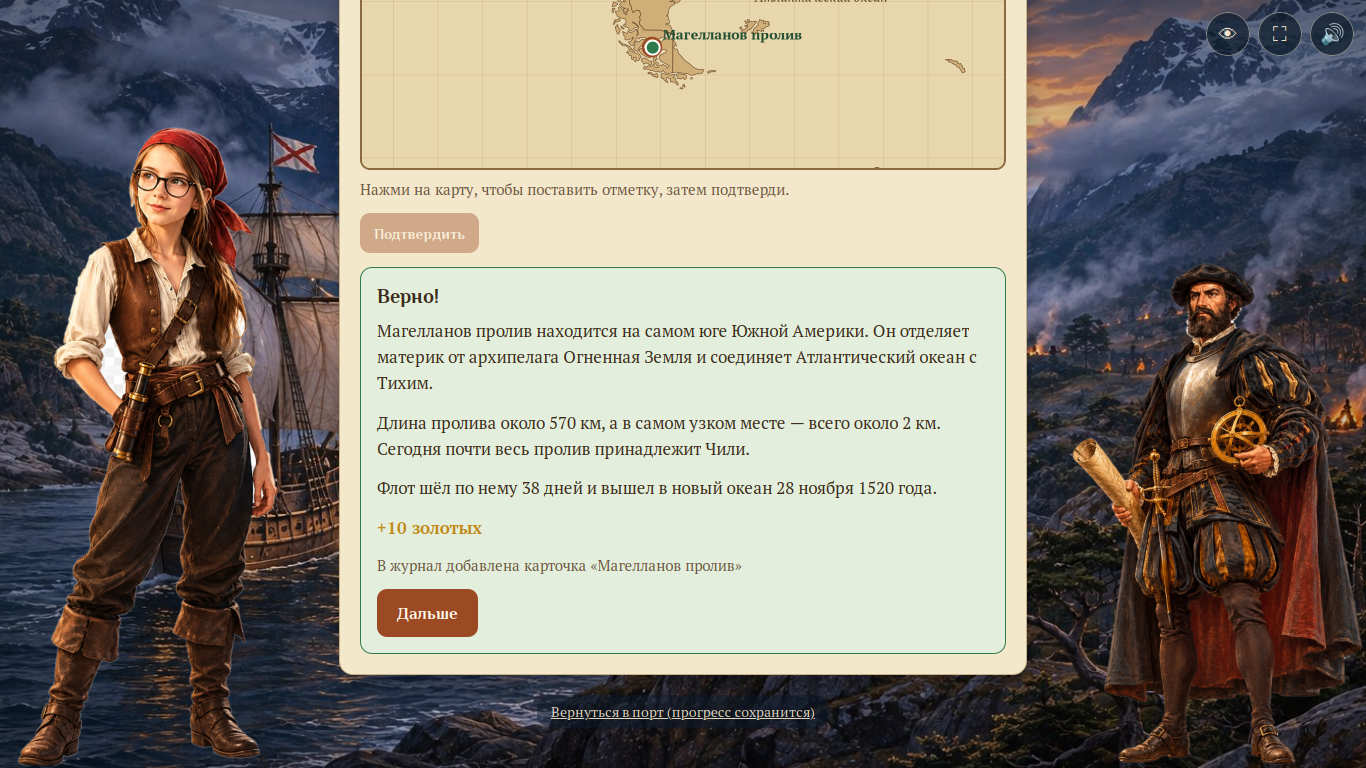 Атлантический океан
Магелланов пролив
Нажми на карту, чтобы поставить отметку, затем подтверди.
Подтвердить
Верно!
Магелланов пролив находится на самом юге Южной Америки. Он отделяет
материк от архипелага Огненная Земля и соединяет Атлантический океан с
Тихим.
Длина пролива около 570 км, а в самом узком месте — всего около 2 км.
Сегодня почти весь пролив принадлежит Чили.
Флот шёл по нему 38 дней и вышел в новый океан 28 ноября 1520 года.
+10 золотых
В журнал добавлена карточка «Магелланов пролив»
Дальше
Вернуться в порт (прогресс сохранится)